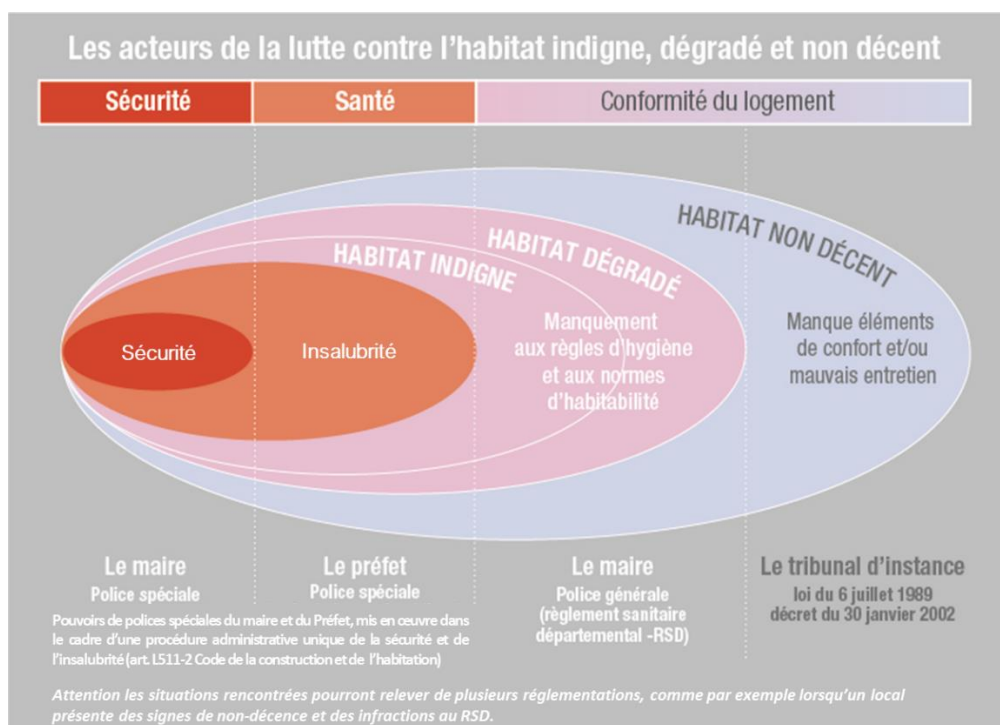 Les acteurs de la lutte contre l'habitat indigne, dégradé et non décent
Sécurité
Santé
Conformité du logement
HABITAT INDIGNE
HABITAT DÉGRADÉ
HABITAT NON DÉCENT
Sécurité
Insalubrité
Manquement
aux règles d'hygiène
et aux normes
d'habitabilité
Manque éléments
de confort et/ou
mauvais entretien
Le maire
Police spéciale
Le préfet
Police spéciale
Pouvoirs de polices spéciales du maire et du Préfet, mis en œuvre dans
le cadre d'une procédure administrative unique de la sécurité et de
l'insalubrité (art. L511-2 Code de la construction et de l'habitation)
Le maire
Police générale
(règlement sanitaire
départemental -RSD)
Le tribunal d'instance
loi du 6 juillet 1989
décret du 30 janvier 2002
Attention les situations rencontrées pourront relever de plusieurs réglementations, comme par exemple lorsqu'un local
présente des signes de non-décence et des infractions au RSD.